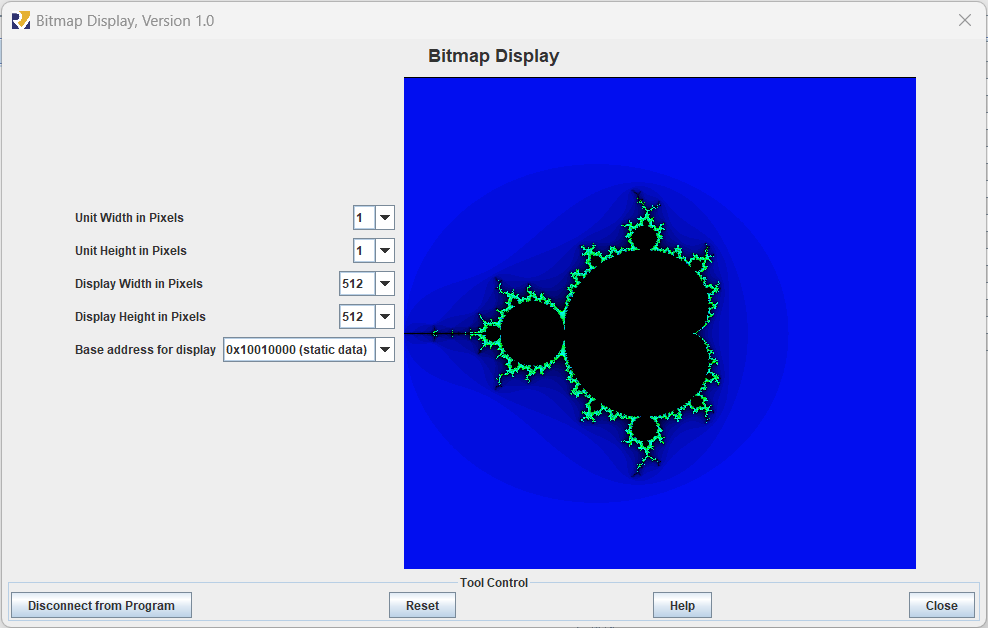 Bitmap Display, Version 1.0
Bitmap Display
Unit Width in Pixels 1
Unit Height in Pixels 1
Display Width in Pixels 512
Display Height in Pixels 512
Base address for display 0x10010000 (static data)
Tool Control
Disconnect from Program Reset Help Close